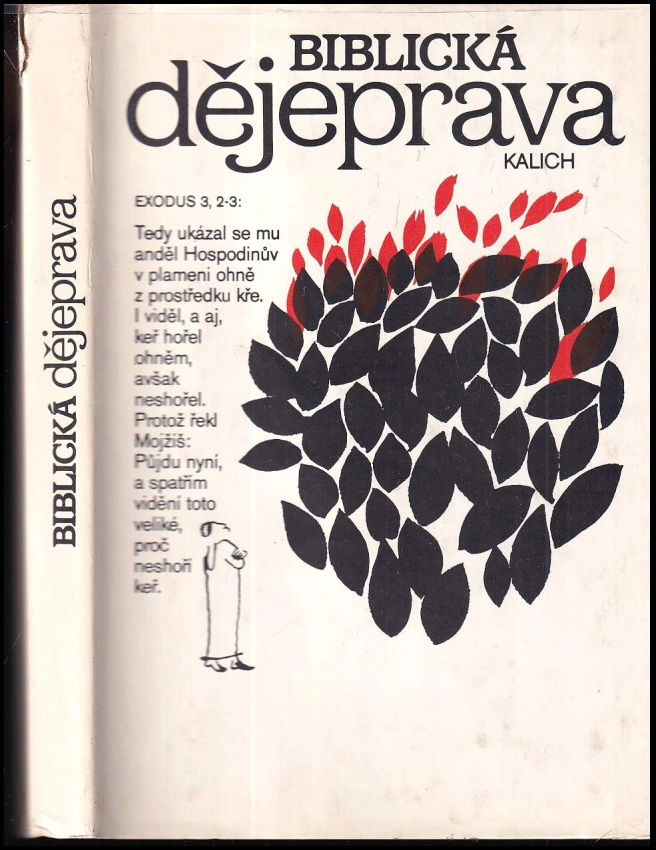 BIBLICKÁ
dějeprava
KALICH
EXODUS 3, 2-3:
Tedy ukázal se mu
anděl Hospodinův
v plameni ohně
z prostředku kře.
I viděl, a aj,
keř hořel
ohněm,
avšak
neshořel.
Protož řekl
Mojžíš:
Půjdu nyní,
a spatřím
vidění toto
veliké,
proč
neshoří
keř.
BIBLICKÁ dějeprava